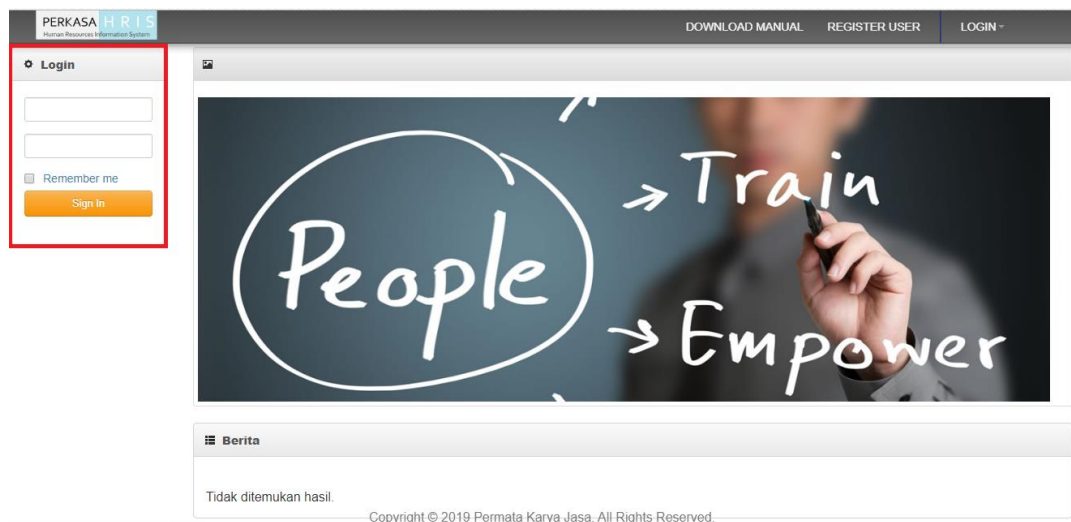 PERKASA HRIS
Human Resources Information System
DOWNLOAD MANUAL REGISTER USER LOGIN
Login
Remember me
Sign In
People
Train
Empower
Berita
Tidak ditemukan hasil.
Copyright © 2019 Permata Karya Jasa. All Rights Reserved.